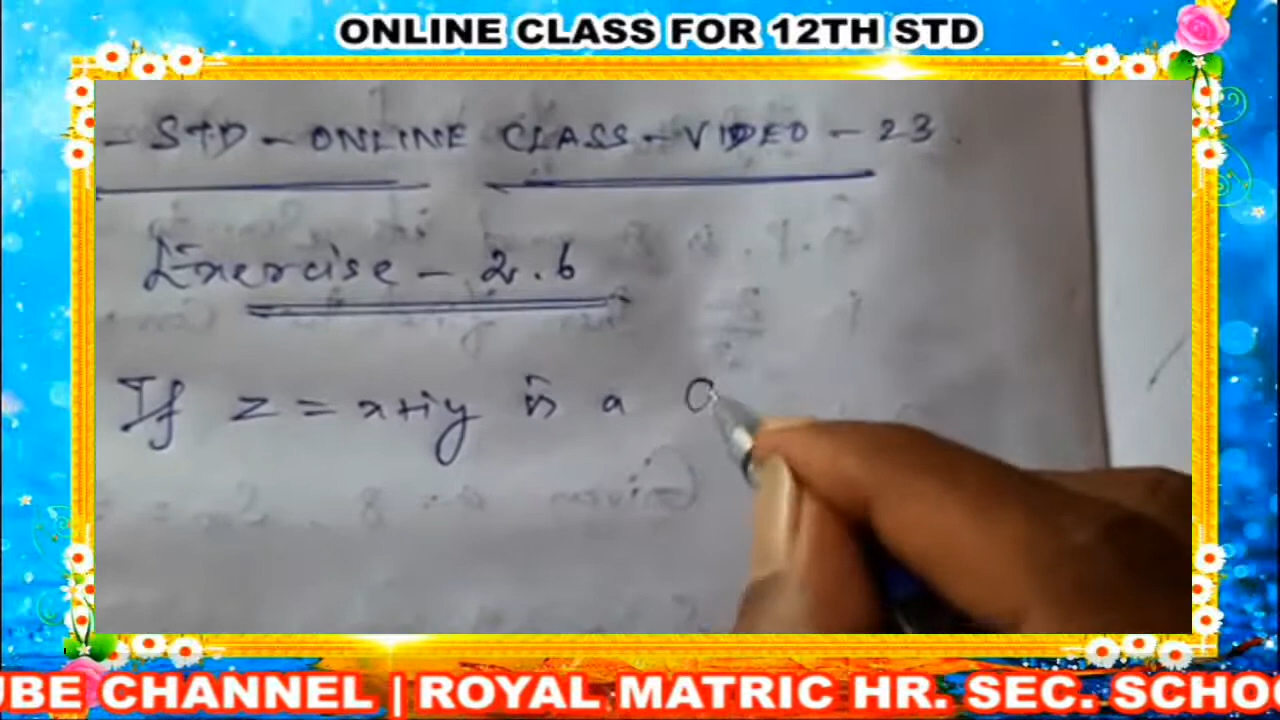 ONLINE CLASS FOR 12TH STD
- STD - ONLINE CLASS - VIDEO - 23.
Exercise - 2.6
If z = x+iy is a
UBE CHANNEL | ROYAL MATRIC HR. SEC. SCHO